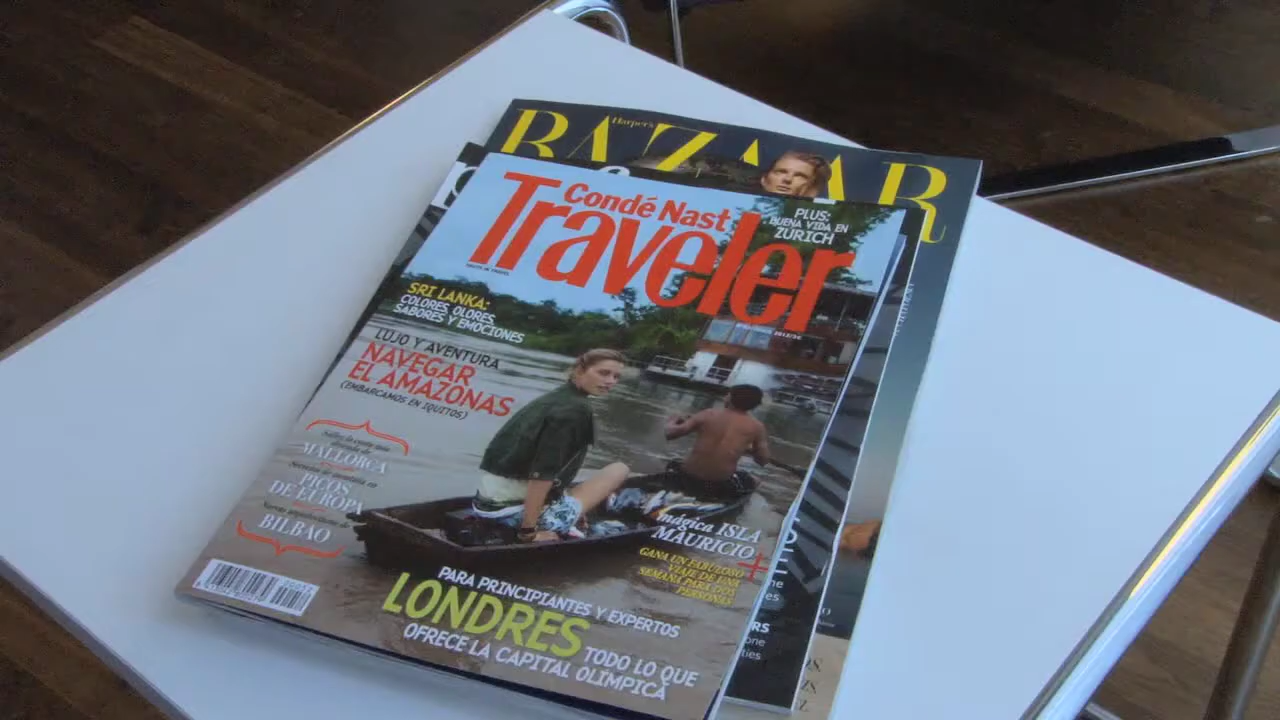 Harper's
BAZAAR
Condé Nast
Traveler
PLUS:
BUENA VIDA EN
ZURICH
SRI LANKA:
COLORES, OLORES,
SABORES Y EMOCIONES
LUJO Y AVENTURA
NAVEGAR
EL AMAZONAS
(EMBARCAMOS EN IQUITOS)
MALLORCA
PICOS
DE EUROPA
BILBAO
mágica ISLA
MAURICIO
+
GANA UN FABULOSO
VIAJE DE UNA
SEMANA PARA DOS
PERSONAS
PARA PRINCIPIANTES Y EXPERTOS
LONDRES TODO LO QUE
OFRECE LA CAPITAL OLÍMPICA